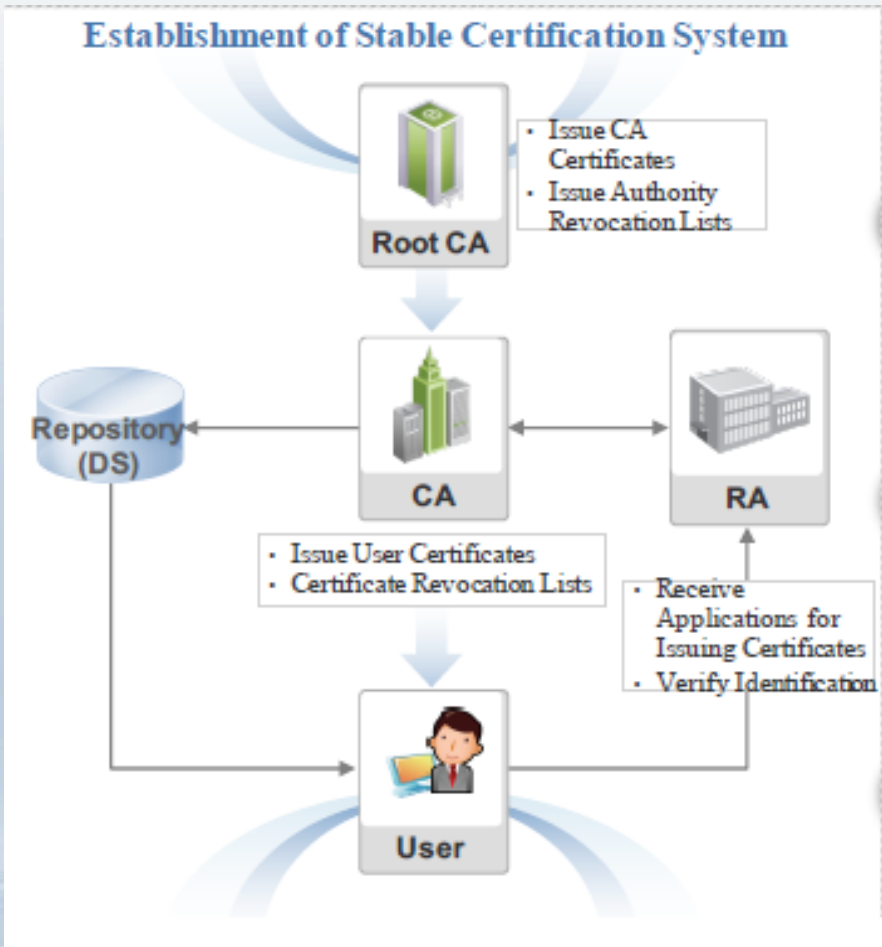 Establishment of Stable Certification System
• Issue CA
Certificates
• Issue Authority
Revocation Lists
Root CA
Repository
(DS)
CA
RA
• Issue User Certificates
• Certificate Revocation Lists
• Receive
Applications for
Issuing Certificates
• Verify Identification
User